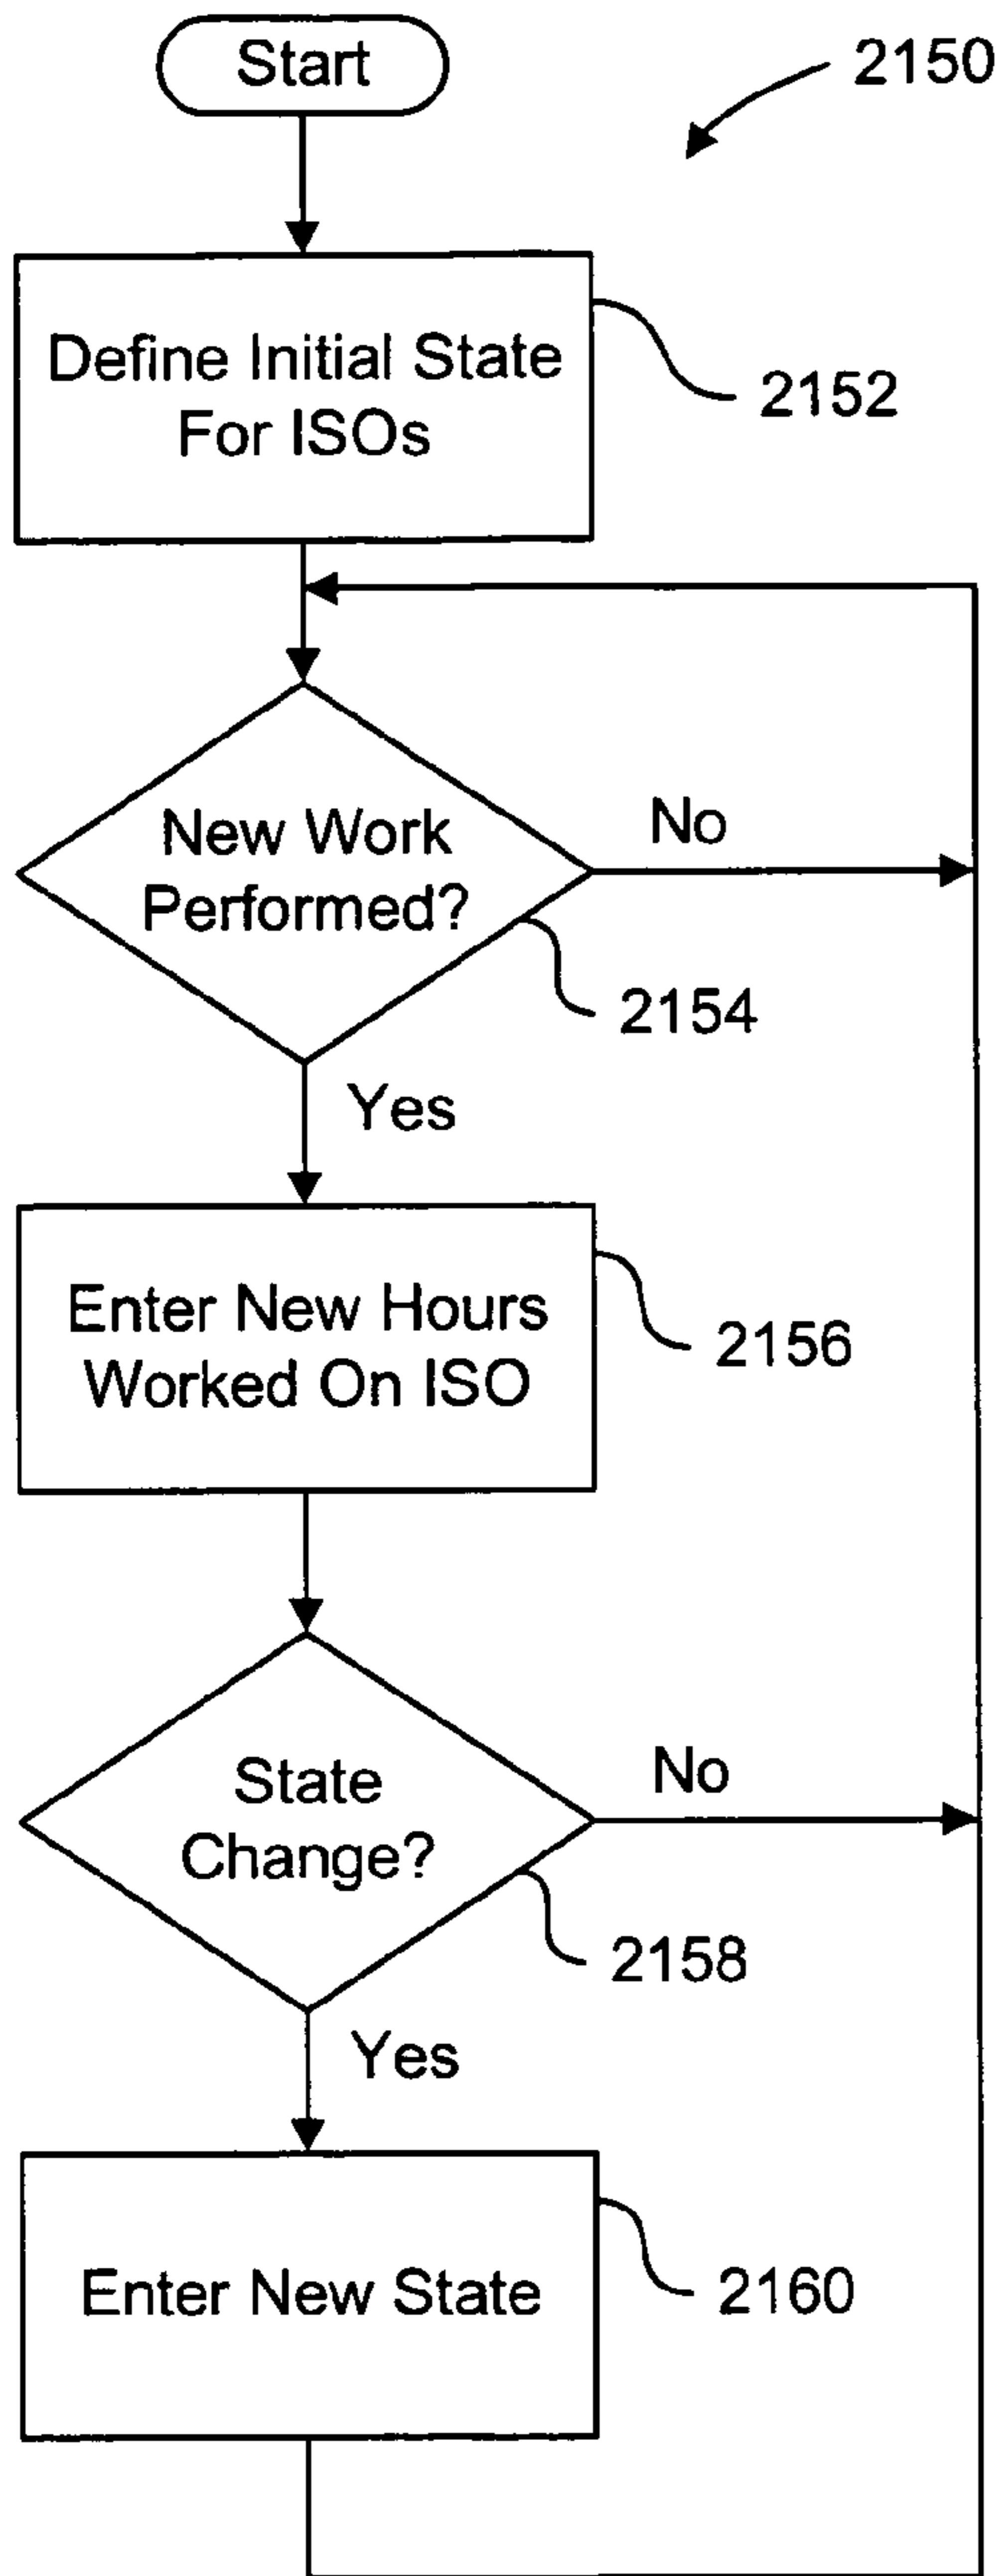 Start
2150
Define Initial State
For ISOs
2152
New Work
Performed?
No
2154
Yes
Enter New Hours
Worked On ISO
2156
State
Change?
No
2158
Yes
Enter New State
2160